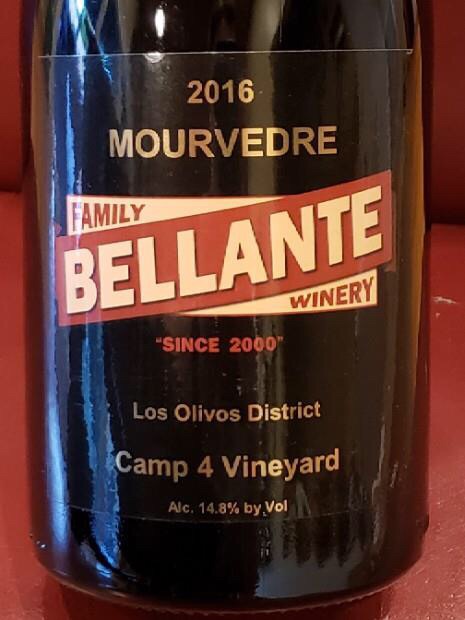 2016
MOURVEDRE
FAMILY
BELLANTE
WINERY
"SINCE 2000"
Los Olivos District
Camp 4 Vineyard
Alc. 14.8% by Vol